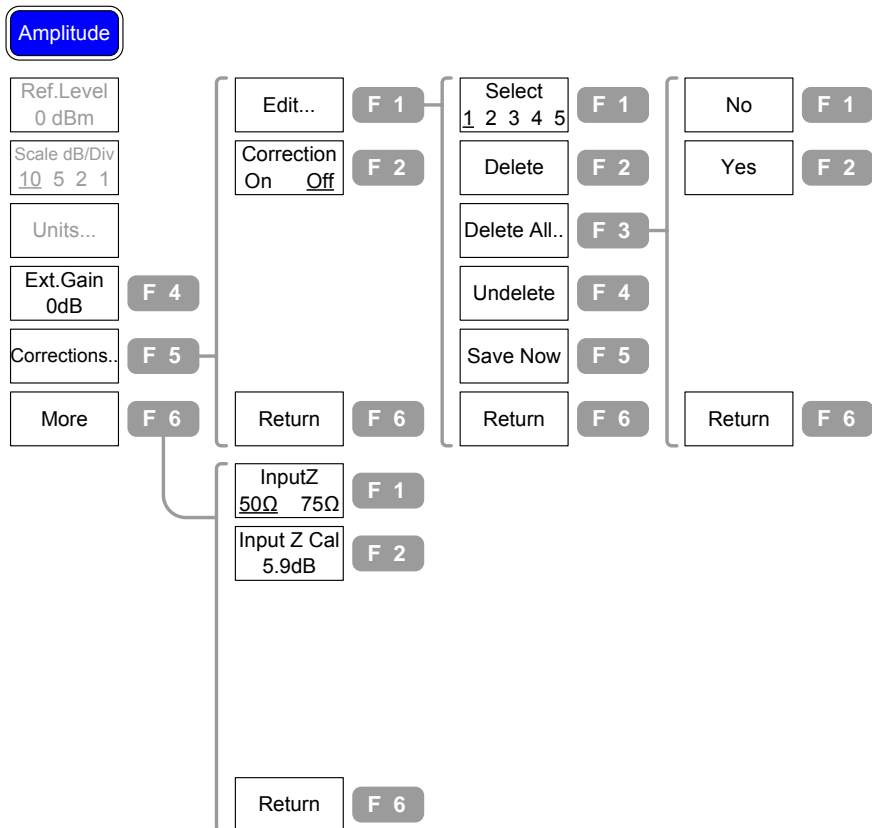 Amplitude
Ref.Level
0 dBm
Scale dB/Div
10 5 2 1
Units...
Ext.Gain
0dB
F 4
Corrections..
F 5
More
F 6
Edit...
F 1
Correction
On Off
F 2
Return
F 6
Select
1 2 3 4 5
F 1
Delete
F 2
Delete All..
F 3
Undelete
F 4
Save Now
F 5
Return
F 6
No
F 1
Yes
F 2
Return
F 6
InputZ
50Ω 75Ω
F 1
Input Z Cal
5.9dB
F 2
Return
F 6